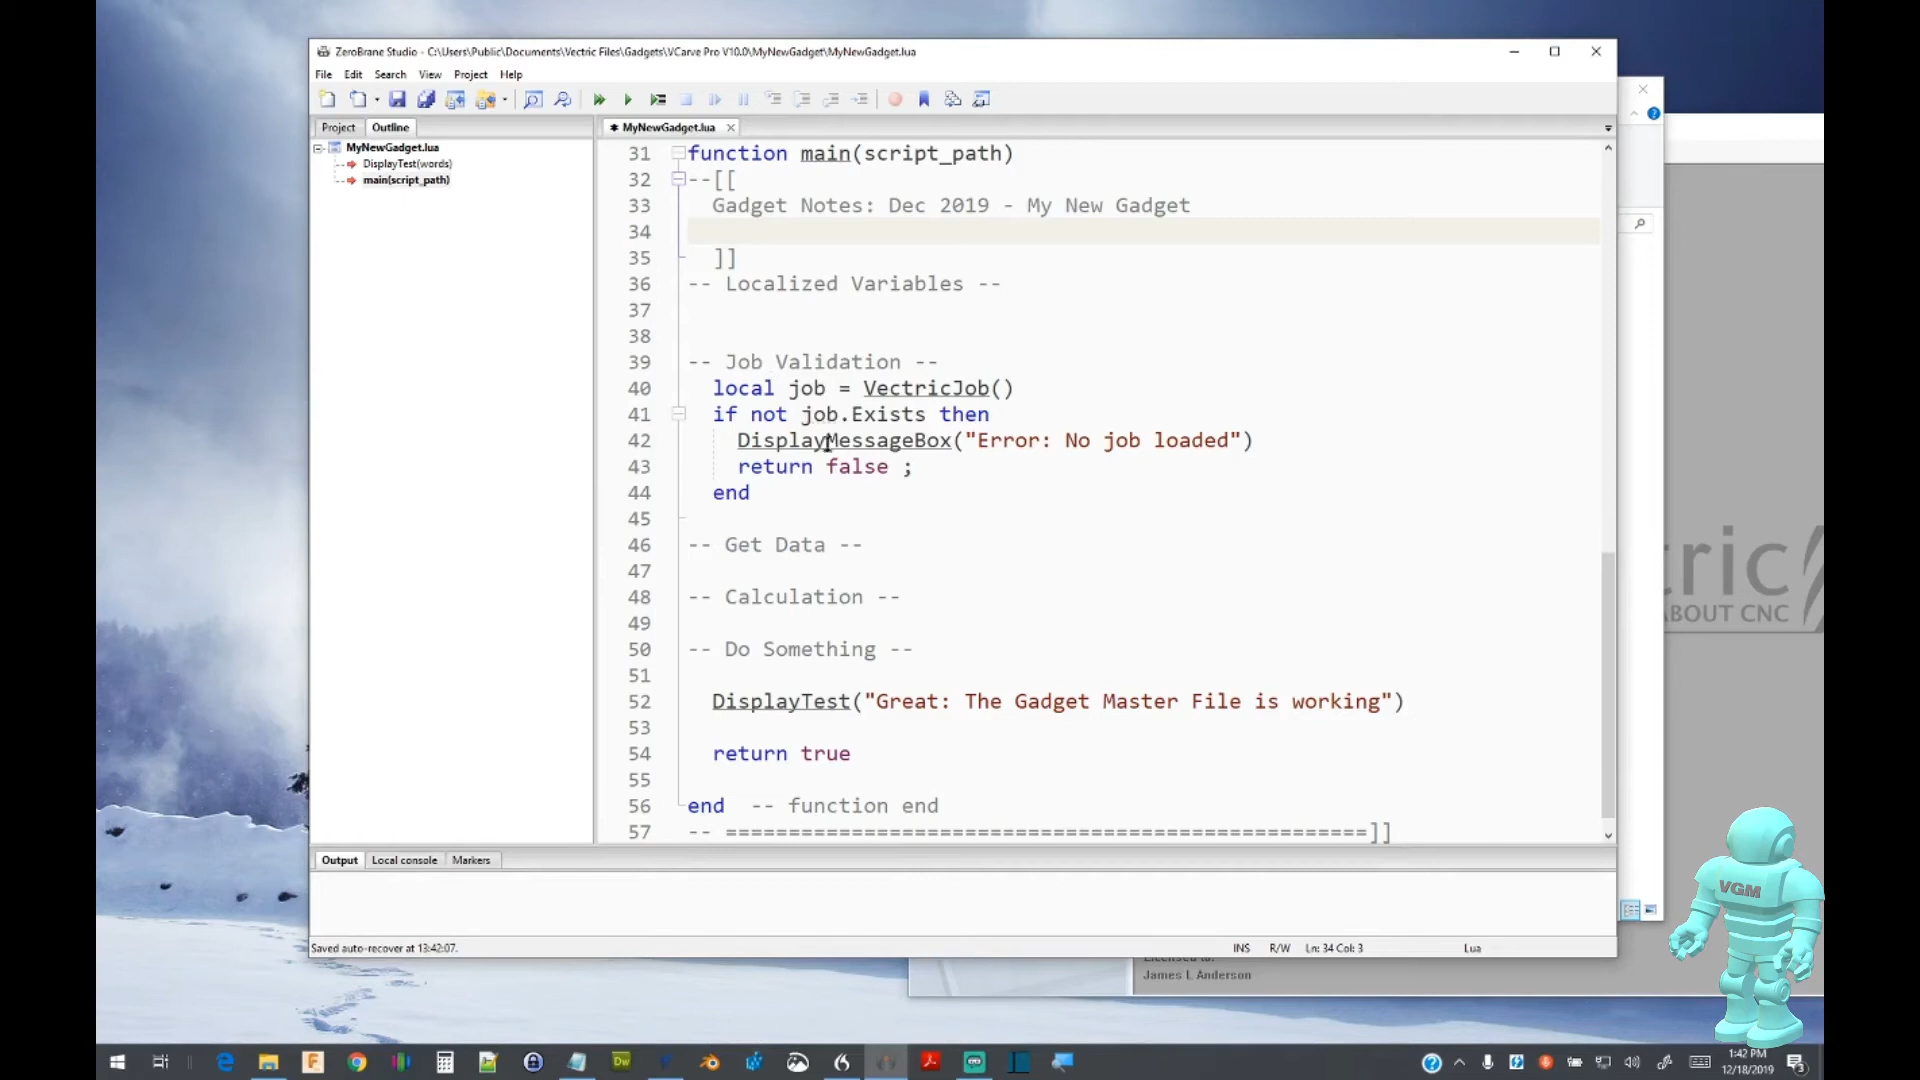 ZeroBrane Studio - C:\Users\Public\Documents\Vectric Files\Gadgets\VCarve Pro V10.0\MyNewGadget\MyNewGadget.lua
File Edit Search View Project Help
Project Outline
MyNewGadget.lua
MyNewGadget.lua
DisplayTest(words)
main(script_path)
31 function main(script_path)
32 --[[
33 Gadget Notes: Dec 2019 - My New Gadget
34
35 ]]
36 -- Localized Variables --
37
38
39 -- Job Validation --
40 local job = VectricJob()
41 if not job.Exists then
42 DisplayMessageBox("Error: No job loaded")
43 return false ;
44 end
45
46 -- Get Data --
47
48 -- Calculation --
49
50 -- Do Something --
51
52 DisplayTest("Great: The Gadget Master File is working")
53
54 return true
55
56 end -- function end
57 -- ===================================================]]
Output Local console Markers
Saved auto-recover at 13:42:07.
INS R/W Ln: 34 Col: 3 Lua
tric
ABOUT CNC
James L Anderson
VGM
Dw
1:42 PM
12/18/2019
3